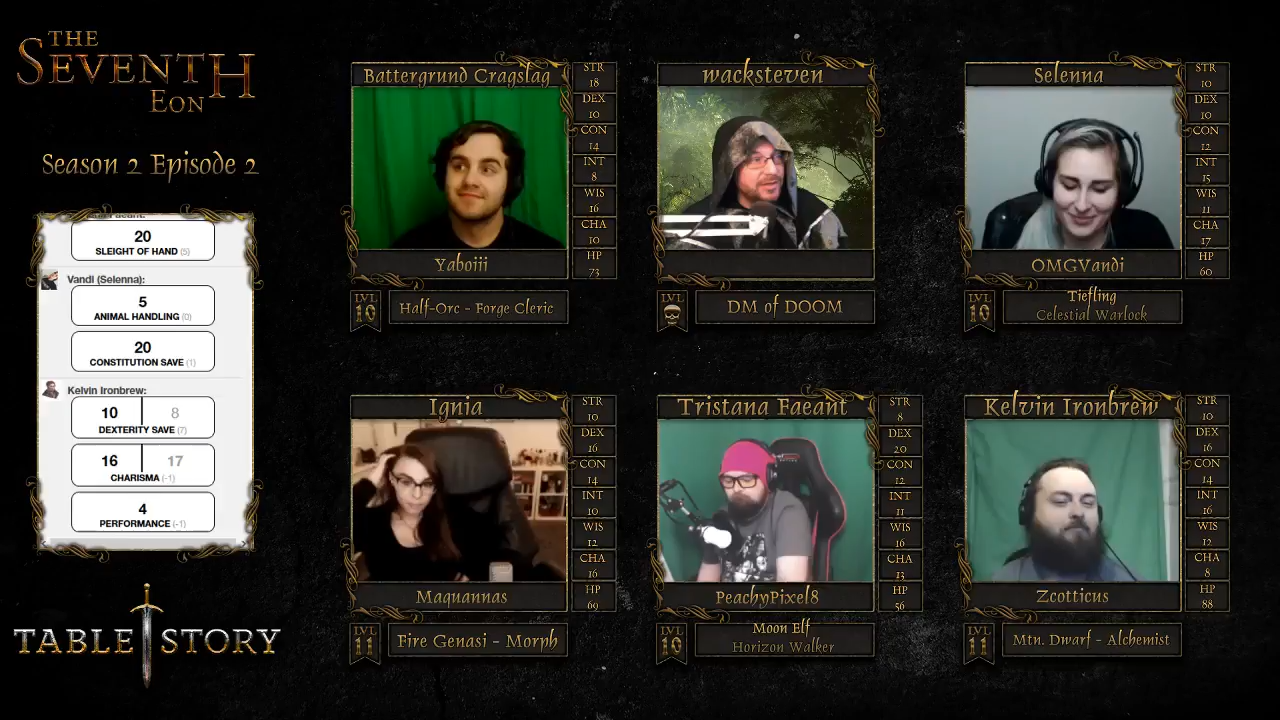 THE
SEVENTH
EON
Season 2 Episode 2
20
SLEIGHT OF HAND (5)
Vandi (Selenna):
5
ANIMAL HANDLING (0)
20
CONSTITUTION SAVE (1)
Kelvin Ironbrew:
10 8
DEXTERITY SAVE (7)
16 17
CHARISMA (-1)
4
PERFORMANCE (-1)
TABLE STORY
Battergrund Cragslag
STR
18
DEX
10
CON
14
INT
8
WIS
16
CHA
10
HP
73
Yaboiii
LVL
10
Half-Orc - Forge Cleric
wacksteven
LVL
DM of DOOM
Selenna
STR
10
DEX
10
CON
12
INT
15
WIS
11
CHA
17
HP
60
OMGVandi
LVL
10
Tiefling
Celestial Warlock
Ignia
STR
10
DEX
16
CON
14
INT
10
WIS
12
CHA
16
HP
69
Maquannas
LVL
11
Fire Genasi - Morph
Tristana Faeant
STR
8
DEX
20
CON
12
INT
11
WIS
16
CHA
13
HP
56
PeachyPixel8
LVL
10
Moon Elf
Horizon Walker
Kelvin Ironbrew
STR
10
DEX
16
CON
14
INT
16
WIS
12
CHA
8
HP
88
Zcotticus
LVL
11
Mtn. Dwarf - Alchemist